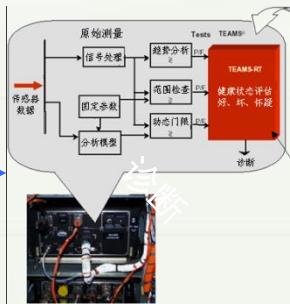 原始测量
Tests TEAMS®
信号处理
趋势分析
P/F
TEAMS-RT
传感器
数据
固定参数
范围检查
P/F
健康状态评估
好、坏、怀疑
分析模型
动态门限
P/F
诊断
诊断